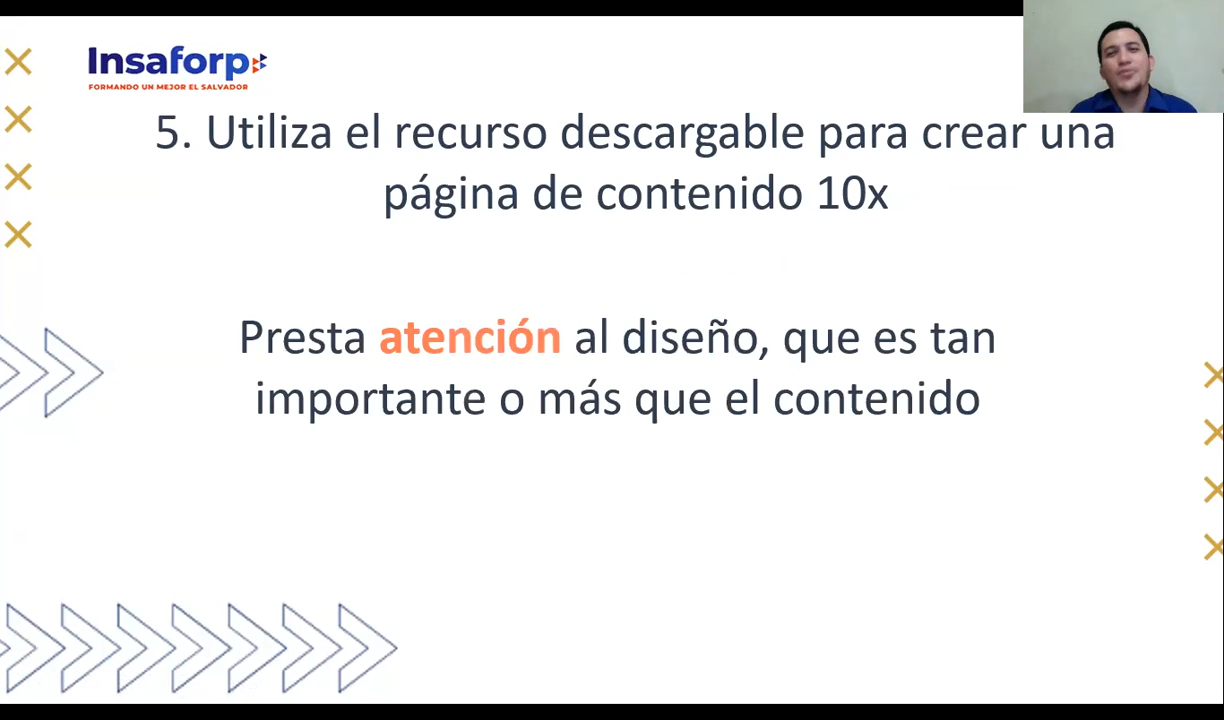 Insaforp
FORMANDO UN MEJOR EL SALVADOR
5. Utiliza el recurso descargable para crear una
página de contenido 10x
Presta atención al diseño, que es tan
importante o más que el contenido